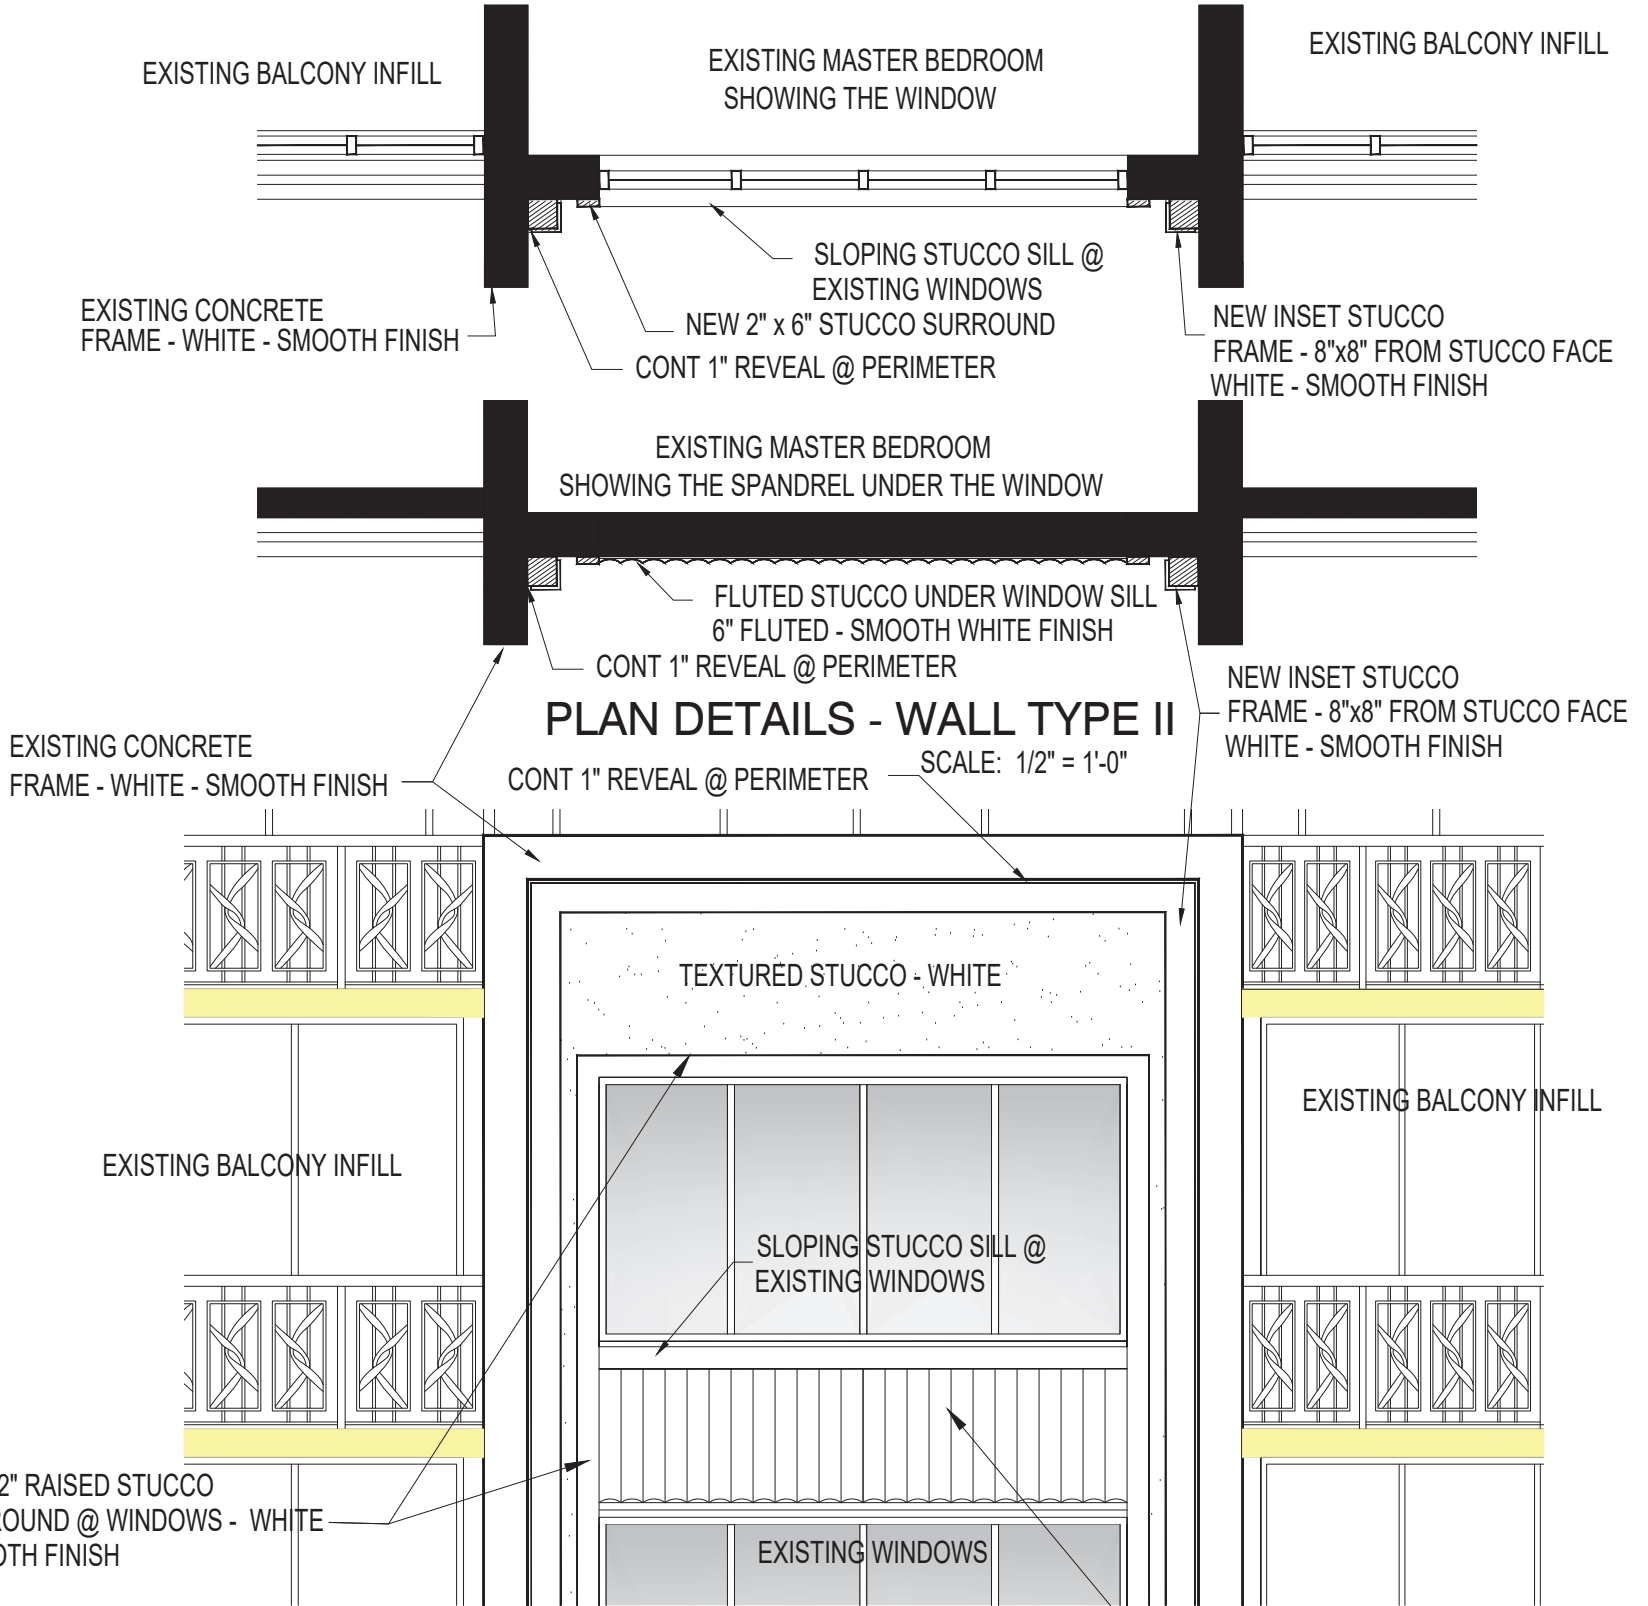 EXISTING BALCONY INFILL
EXISTING MASTER BEDROOM
SHOWING THE WINDOW
EXISTING BALCONY INFILL
SLOPING STUCCO SILL @
EXISTING WINDOWS
NEW 2" x 6" STUCCO SURROUND
CONT 1" REVEAL @ PERIMETER
EXISTING CONCRETE
FRAME - WHITE - SMOOTH FINISH
NEW INSET STUCCO
FRAME - 8"x8" FROM STUCCO FACE
WHITE - SMOOTH FINISH
EXISTING MASTER BEDROOM
SHOWING THE SPANDREL UNDER THE WINDOW
FLUTED STUCCO UNDER WINDOW SILL
6" FLUTED - SMOOTH WHITE FINISH
CONT 1" REVEAL @ PERIMETER
NEW INSET STUCCO
FRAME - 8"x8" FROM STUCCO FACE
WHITE - SMOOTH FINISH
PLAN DETAILS - WALL TYPE II
SCALE: 1/2" = 1'-0"
EXISTING CONCRETE
FRAME - WHITE - SMOOTH FINISH
CONT 1" REVEAL @ PERIMETER
TEXTURED STUCCO - WHITE
EXISTING BALCONY INFILL
EXISTING BALCONY INFILL
SLOPING STUCCO SILL @
EXISTING WINDOWS
2" RAISED STUCCO
ROUND @ WINDOWS - WHITE
OTH FINISH
EXISTING WINDOWS